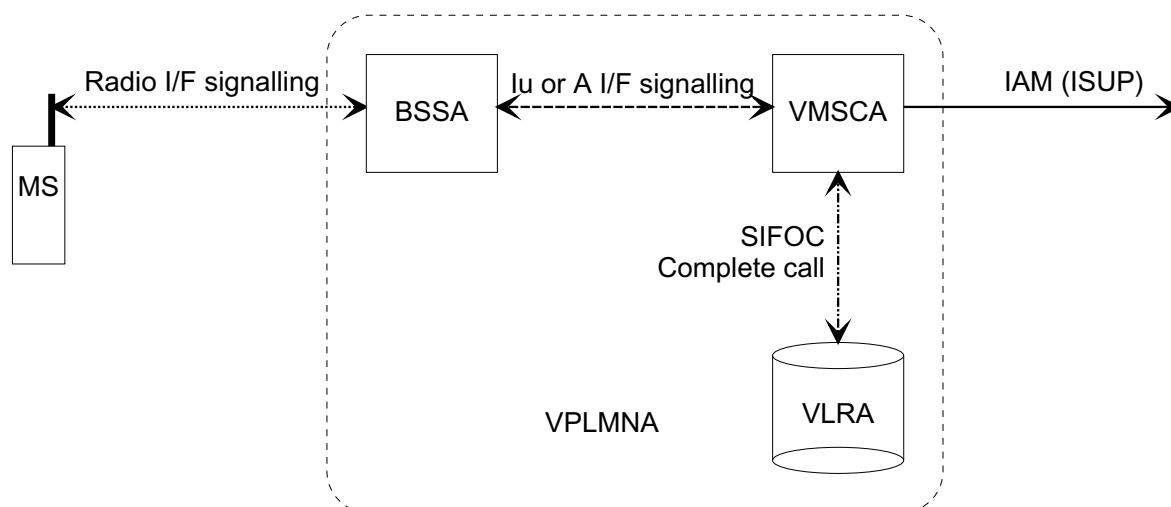 Radio I/F signalling
Iu or A I/F signalling
IAM (ISUP)
BSSA
VMSCA
MS
SIFOC
Complete call
VPLMNA
VLRA